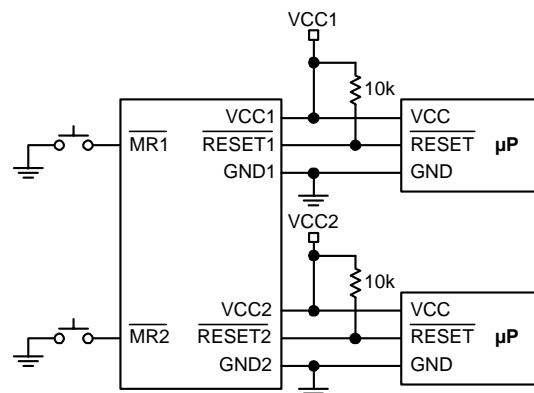 VCC1
10k
VCC1
VCC
MR1
RESET1
RESET
µP
GND1
GND
VCC2
10k
VCC2
VCC
MR2
RESET2
RESET
µP
GND2
GND